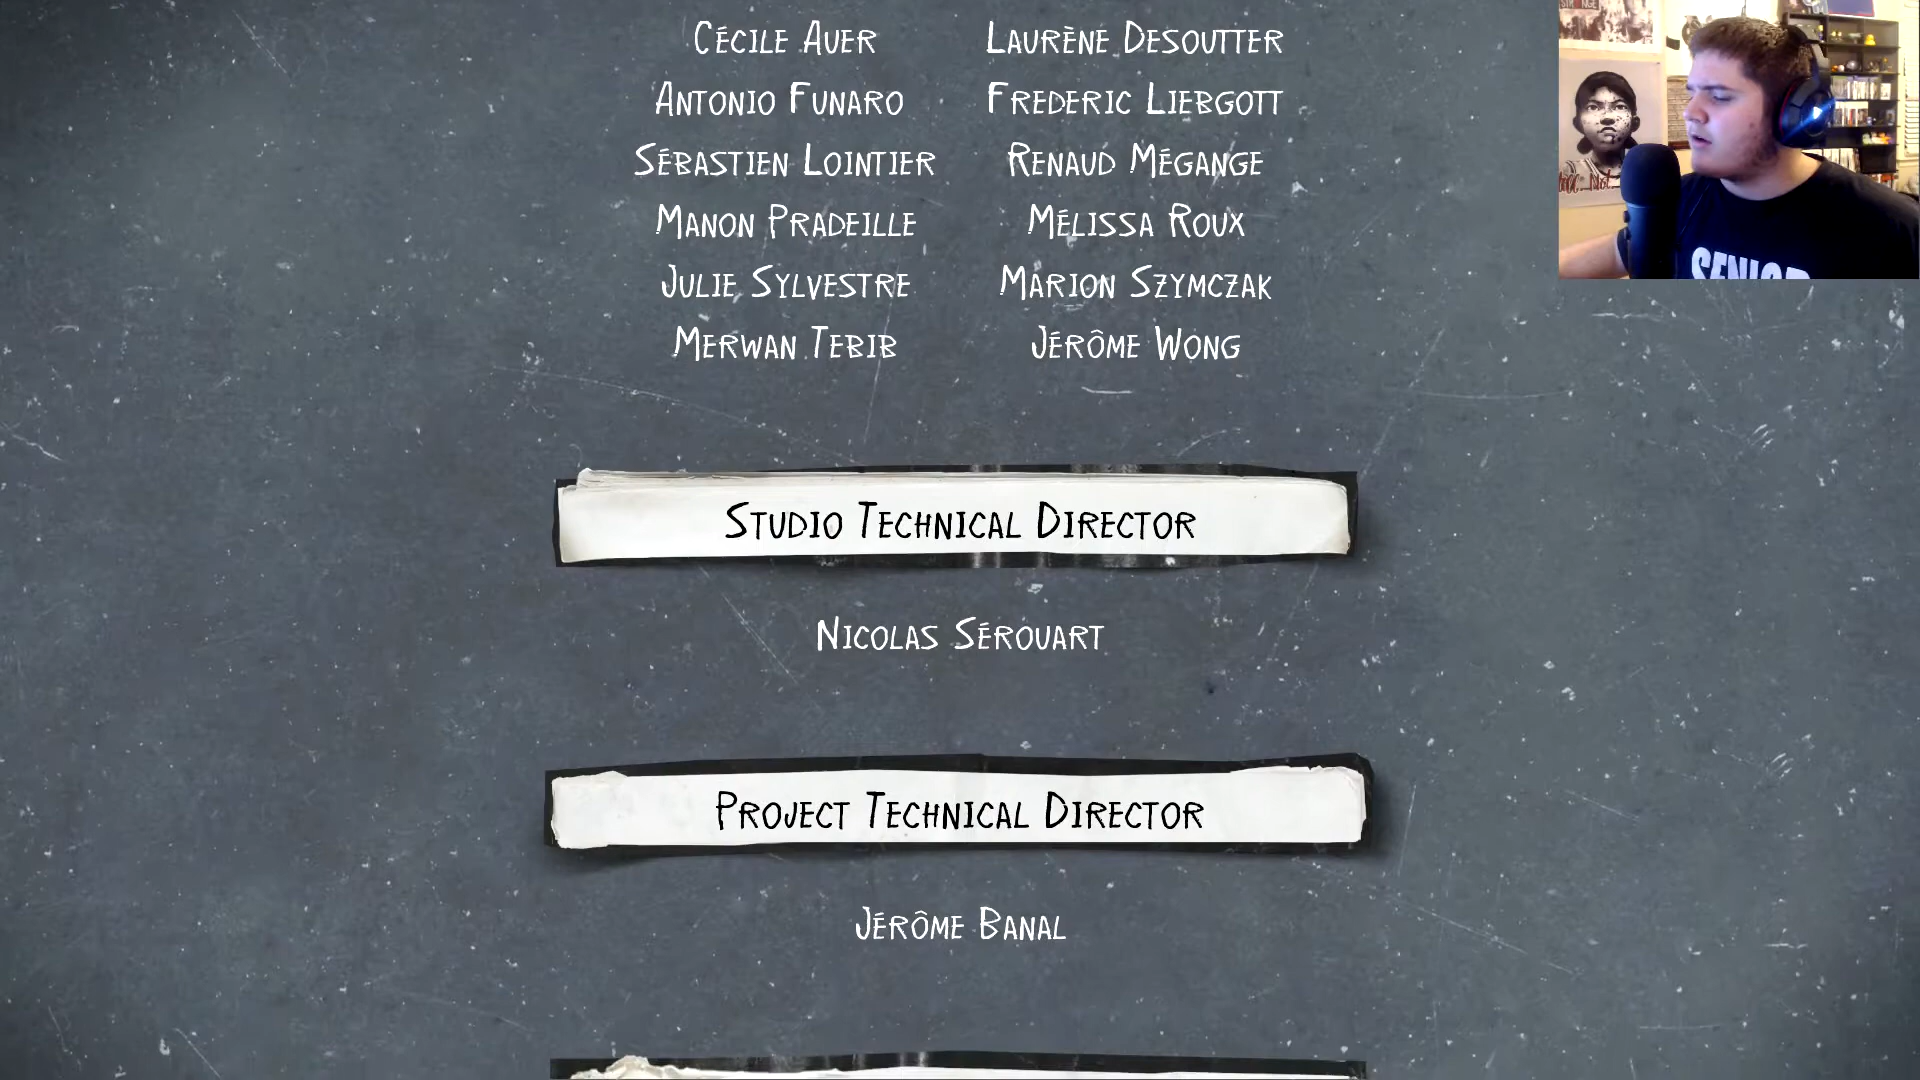 Cécile Auer Laurène Desoutter
Antonio Funaro Frederic Liebgott
Sébastien Lointier Renaud Mégange
Manon Pradeille Mélissa Roux
Julie Sylvestre Marion Szymczak
Merwan Tebib Jérôme Wong
Studio Technical Director
Nicolas Sérouart
Project Technical Director
Jérôme Banal
SENIOR